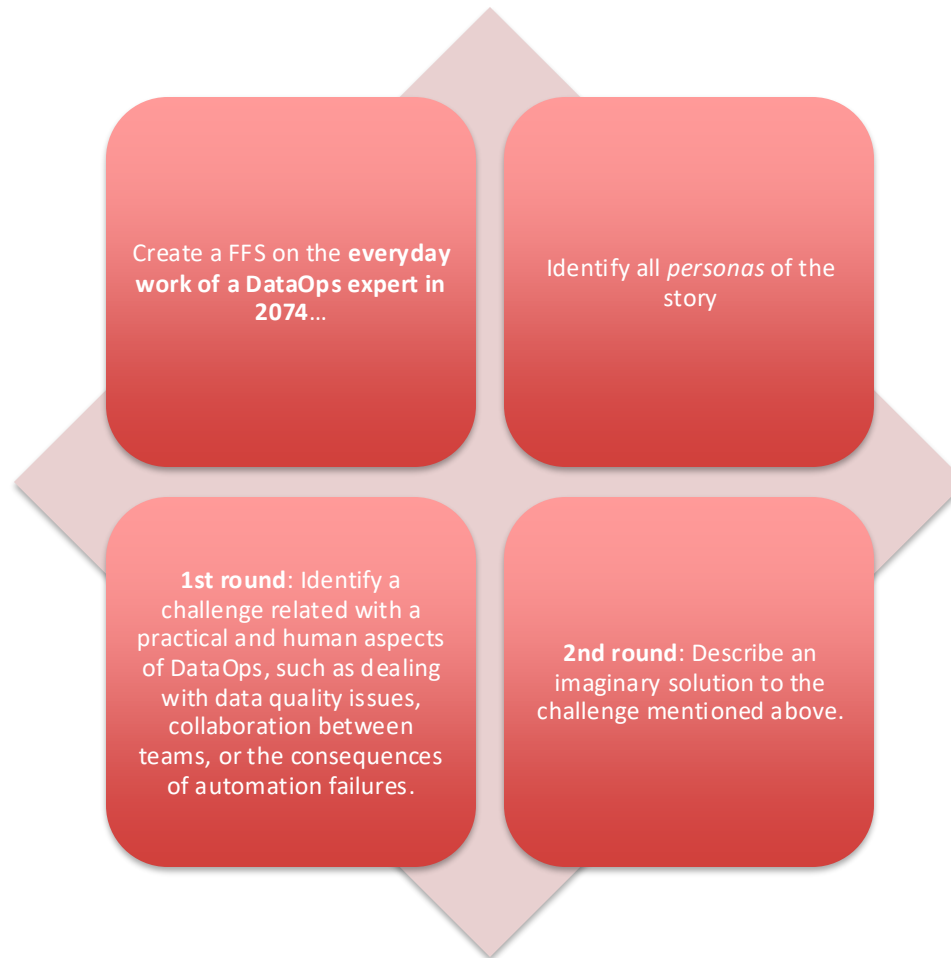 Create a FFS on the everyday
work of a DataOps expert in
2074...
Identify all personas of the
story
1st round: Identify a
challenge related with a
practical and human aspects
of DataOps, such as dealing
with data quality issues,
collaboration between
teams, or the consequences
of automation failures.
2nd round: Describe an
imaginary solution to the
challenge mentioned above.